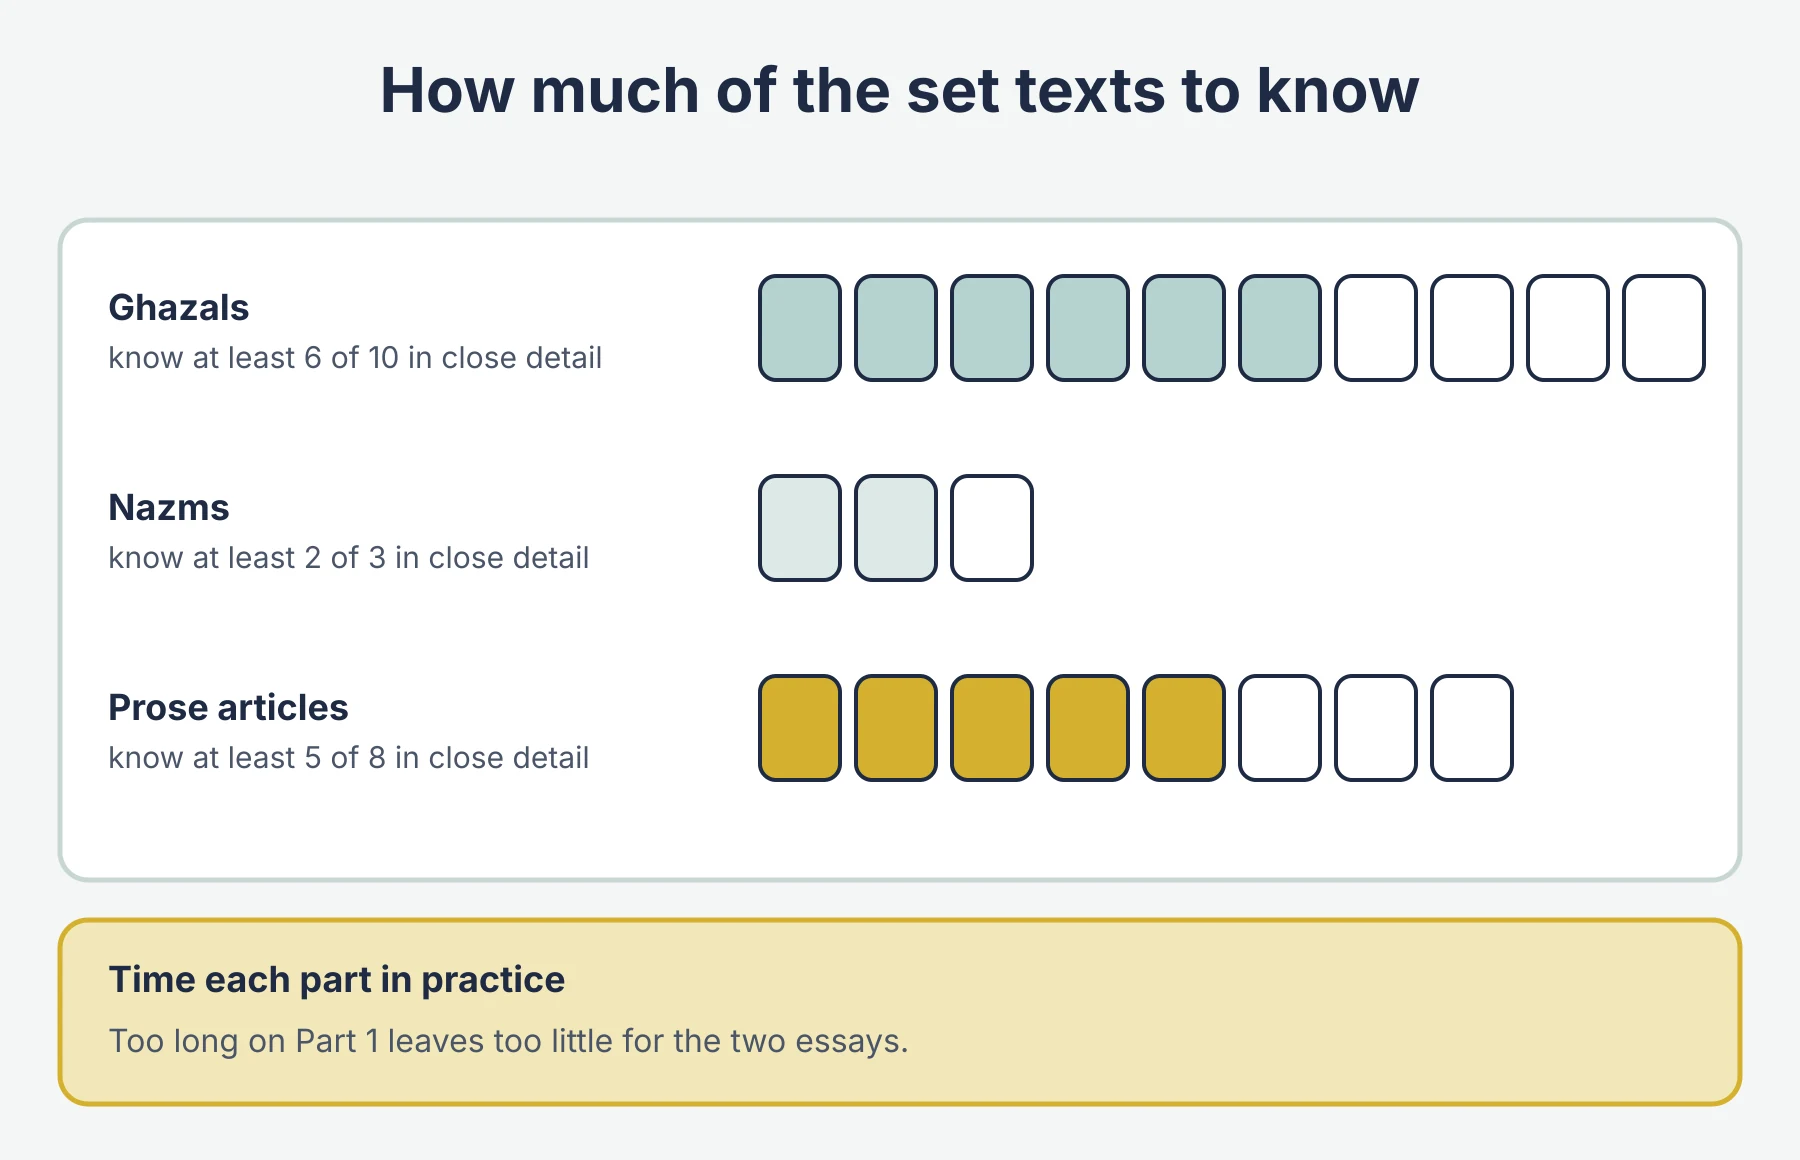 How much of the set texts to know
Ghazals
know at least 6 of 10 in close detail
Nazms
know at least 2 of 3 in close detail
Prose articles
know at least 5 of 8 in close detail
Time each part in practice
Too long on Part 1 leaves too little for the two essays.